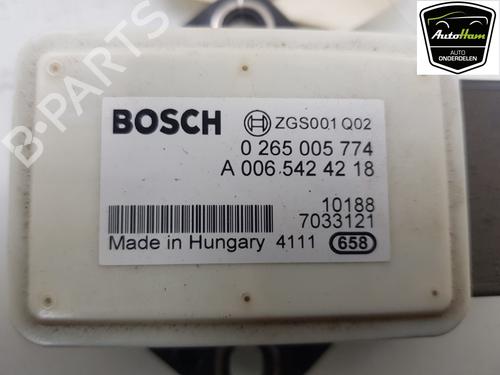 AutoHam
AUTO
ONDERDELEN
B-PARTS
BOSCH ZGS001 Q02
0 265 005 774
A 006 542 42 18
10188
7033121
Made in Hungary 4111 658